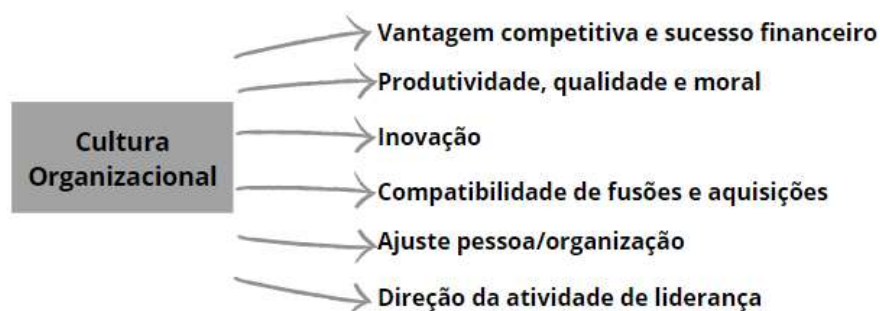 Cultura
Organizacional
Vantagem competitiva e sucesso financeiro
Produtividade, qualidade e moral
Inovação
Compatibilidade de fusões e aquisições
Ajuste pessoa/organização
Direção da atividade de liderança